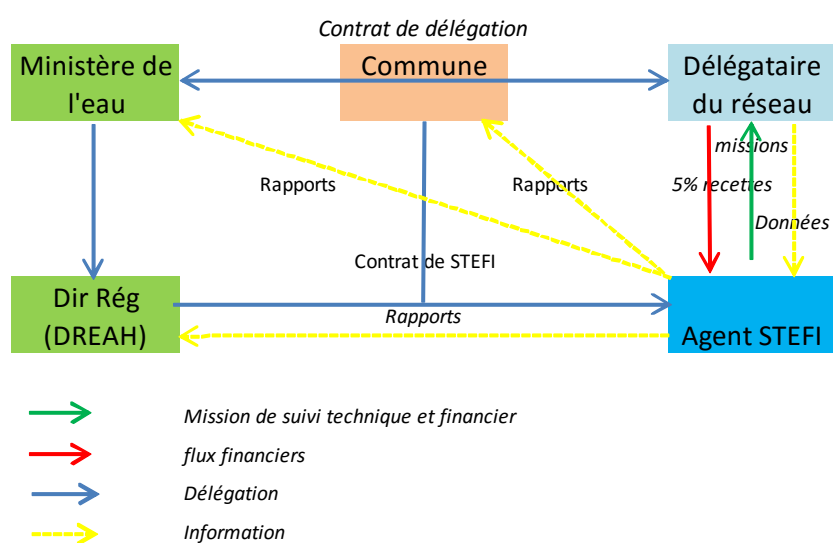 Contrat de délégation
Ministère de
l'eau
Commune
Délégataire
du réseau
missions
Rapports
Rapports
5% recettes
Données
Contrat de STEFI
Dir Rég
(DREAH)
Rapports
Agent STEFI
Mission de suivi technique et financier
flux financiers
Délégation
Information